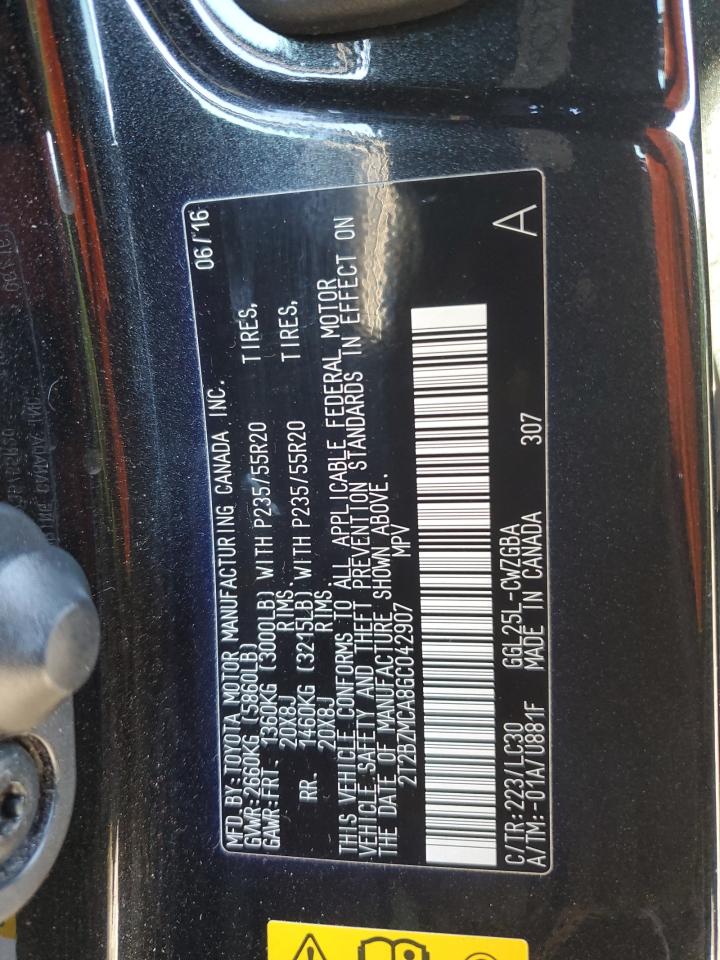 MFD. BY: TOYOTA MOTOR MANUFACTURING CANADA INC. 06/16
GVWR: 2660KG (5860LB)
GAWR: FRT - 1360KG (3000LB) WITH P235/55R20 TIRES,
20X8J RIMS.
RR. 1460KG (3215LB) WITH P235/55R20 TIRES,
20X8J RIMS.
THIS VEHICLE CONFORMS TO ALL APPLICABLE FEDERAL MOTOR
VEHICLE SAFETY AND THEFT PREVENTION STANDARDS IN EFFECT ON
THE DATE OF MANUFACTURE SHOWN ABOVE.
2T2BZMCA8GC042907 MPV
C/TR: 223/LC30 GGL25L-CWZGBA A
A/TM: -01A/U881F MADE IN CANADA 307